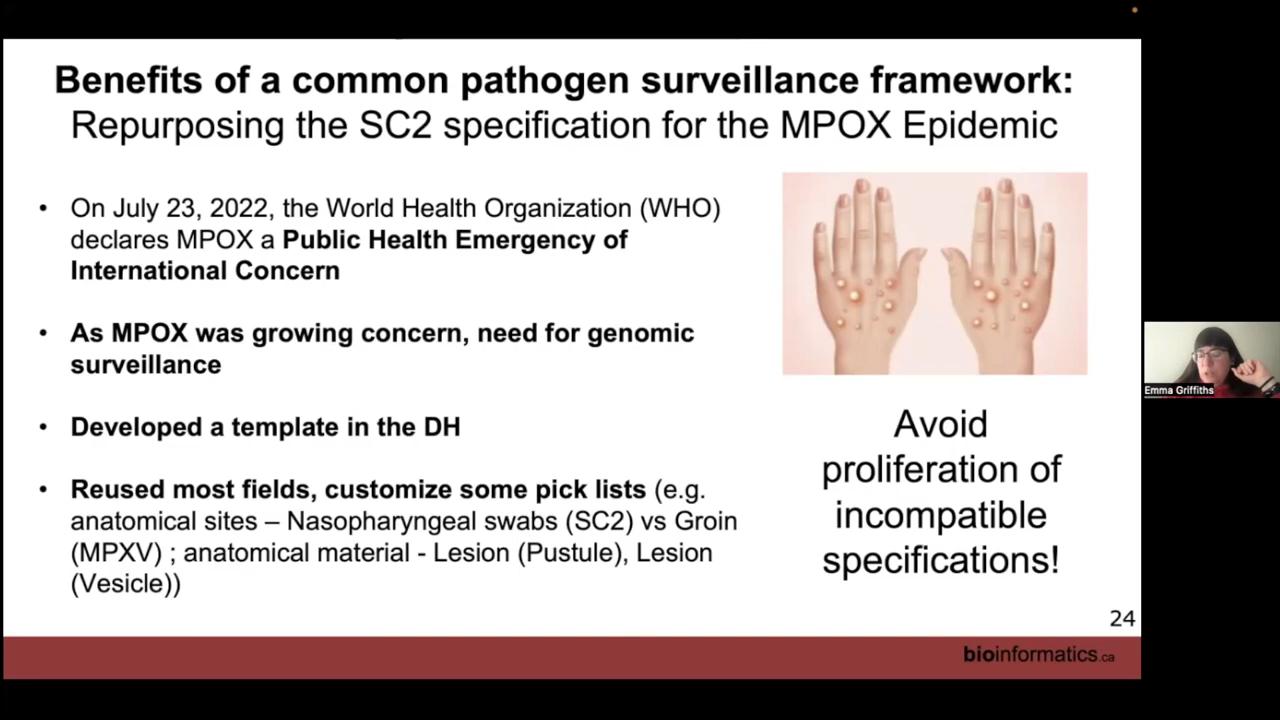 Benefits of a common pathogen surveillance framework:
Repurposing the SC2 specification for the MPOX Epidemic
• On July 23, 2022, the World Health Organization (WHO)
declares MPOX a Public Health Emergency of
International Concern
• As MPOX was growing concern, need for genomic
surveillance
• Developed a template in the DH
• Reused most fields, customize some pick lists (e.g.
anatomical sites – Nasopharyngeal swabs (SC2) vs Groin
(MPXV) ; anatomical material - Lesion (Pustule), Lesion
(Vesicle))
Avoid
proliferation of
incompatible
specifications!
24
bioinformatics.ca
Emma Griffiths